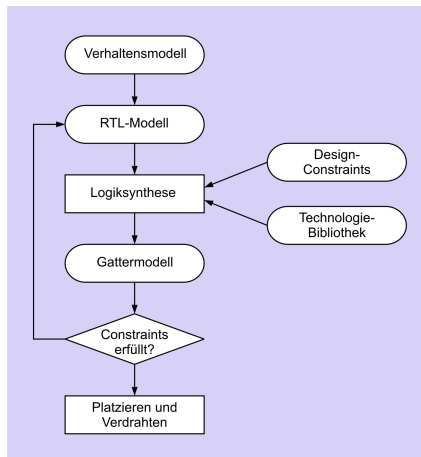 Verhaltensmodell
RTL-Modell
Design-
Constraints
Logiksynthese
Technologie-
Bibliothek
Gattermodell
Constraints
erfüllt?
Platzieren und
Verdrahten